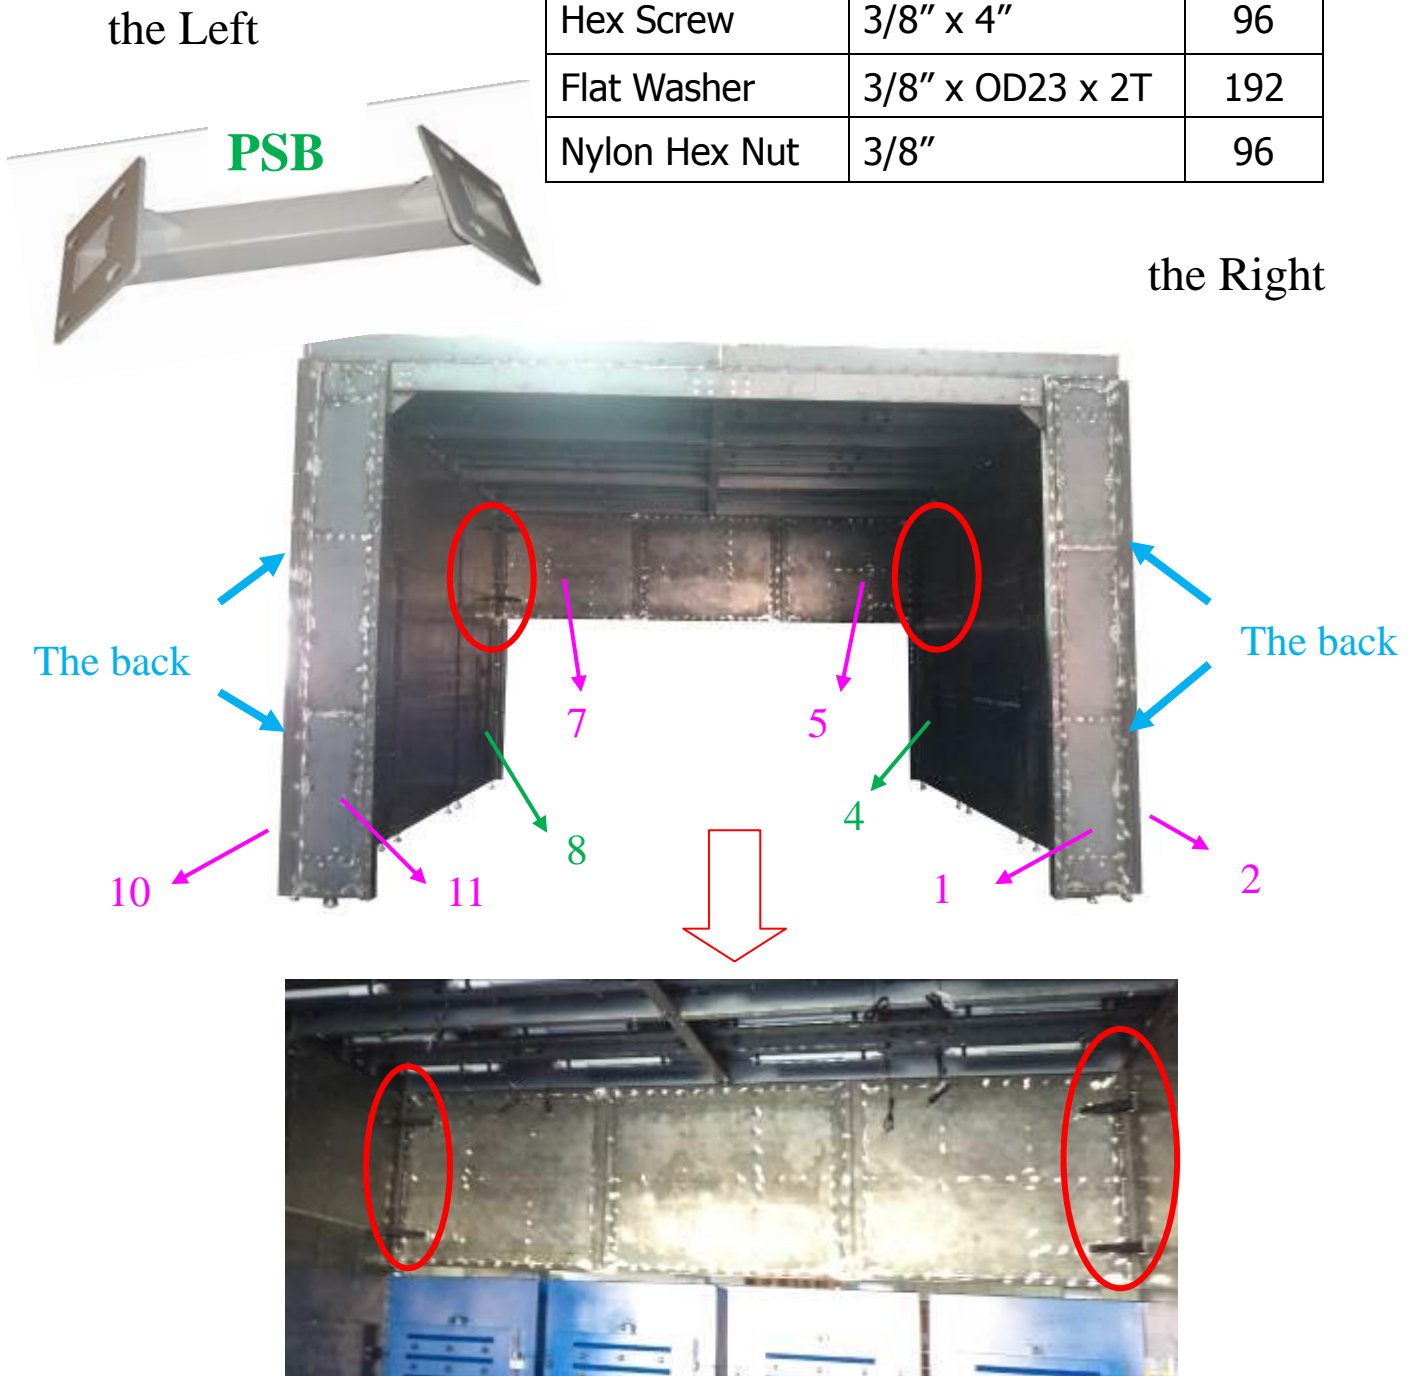 the Left
Hex Screw 3/8” x 4” 96
Flat Washer 3/8” x OD23 x 2T 192
Nylon Hex Nut 3/8” 96
PSB
the Right
The back
The back
7
5
8
4
10
11
1
2